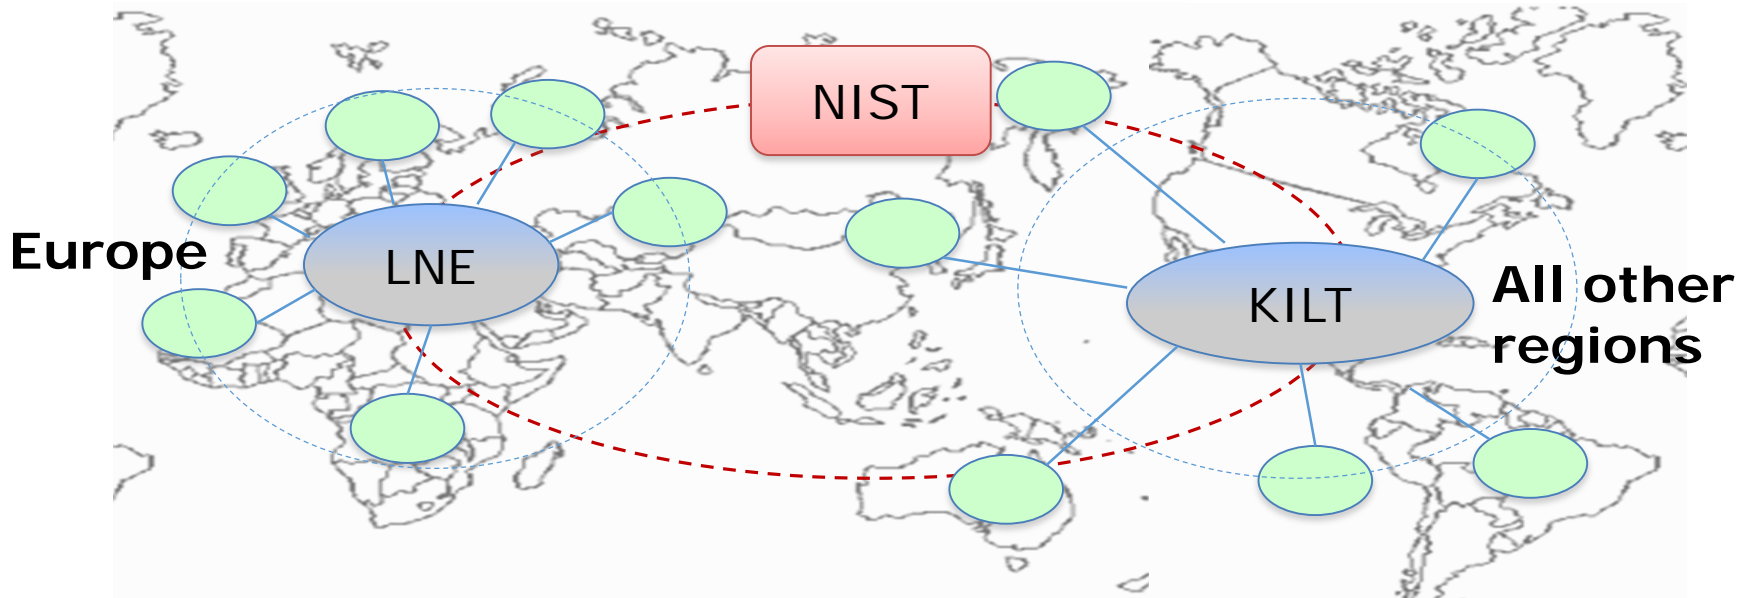 NIST
Europe
LNE
KILT
All other
regions